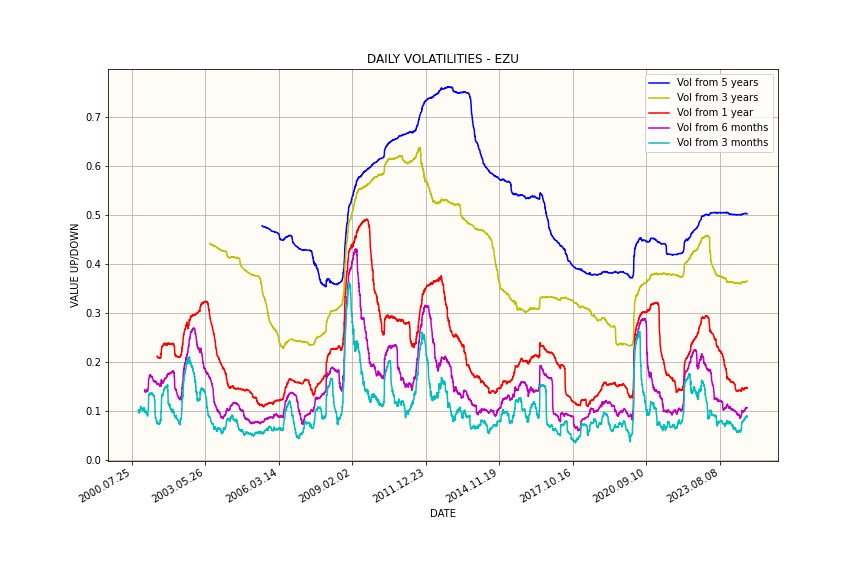 DAILY VOLATILITIES - EZU
Vol from 5 years
Vol from 3 years
Vol from 1 year
Vol from 6 months
Vol from 3 months
VALUE UP/DOWN
0.7
0.6
0.5
0.4
0.3
0.2
0.1
0.0
2000.07.25
2003.05.26
2006.03.14
2009.02.02
2011.12.23
2014.11.19
2017.10.16
2020.09.10
2023.08.08
DATE